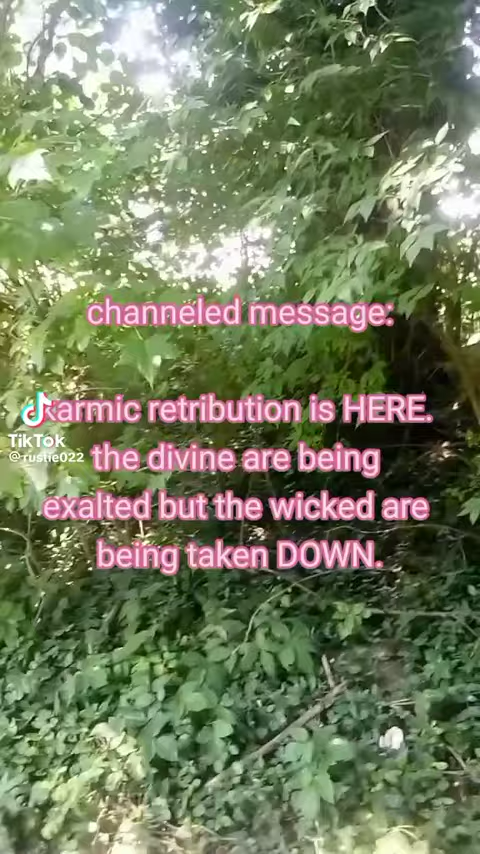 channeled message:
karmic retribution is HERE.
the divine are being
exalted but the wicked are
being taken DOWN.
TikTok
@rustie022